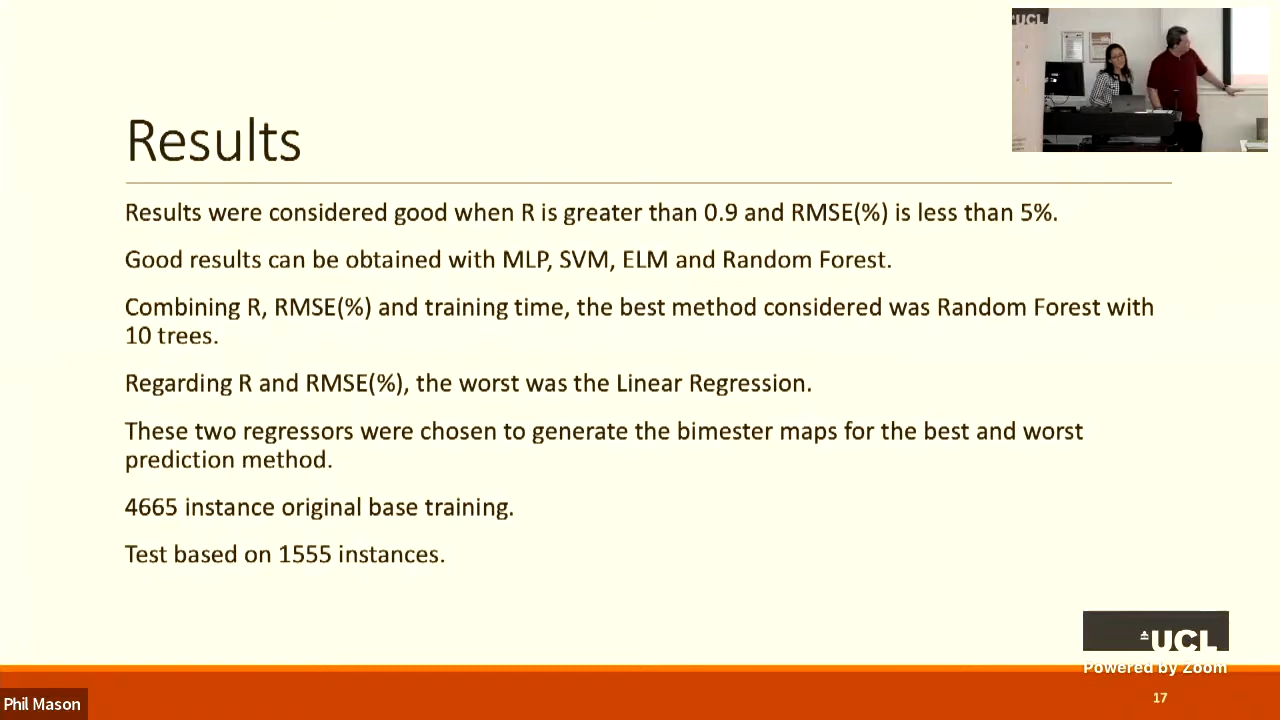 UCL
Results
Results were considered good when R is greater than 0.9 and RMSE(%) is less than 5%.
Good results can be obtained with MLP, SVM, ELM and Random Forest.
Combining R, RMSE(%) and training time, the best method considered was Random Forest with
10 trees.
Regarding R and RMSE(%), the worst was the Linear Regression.
These two regressors were chosen to generate the bimester maps for the best and worst
prediction method.
4665 instance original base training.
Test based on 1555 instances.
UCL
Powered by Zoom
Phil Mason
17